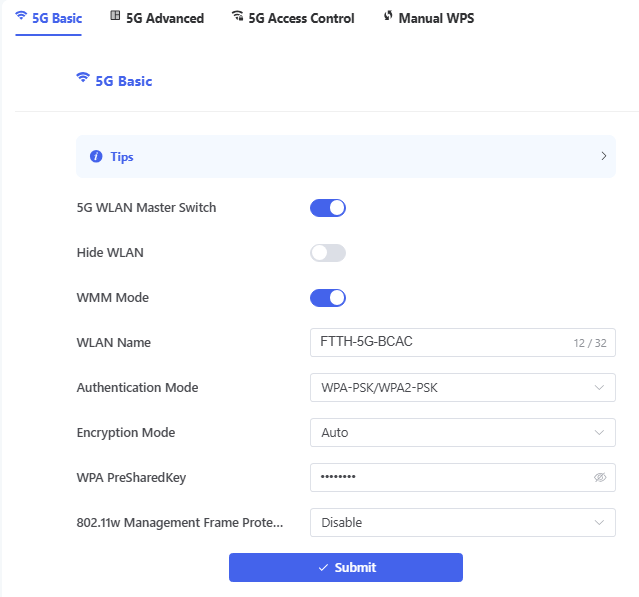 5G Basic 5G Advanced 5G Access Control Manual WPS
5G Basic
Tips
5G WLAN Master Switch
Hide WLAN
WMM Mode
WLAN Name FTTH-5G-BCAC 12 / 32
Authentication Mode WPA-PSK/WPA2-PSK
Encryption Mode Auto
WPA PreSharedKey ••••••••
802.11w Management Frame Prote... Disable
Submit